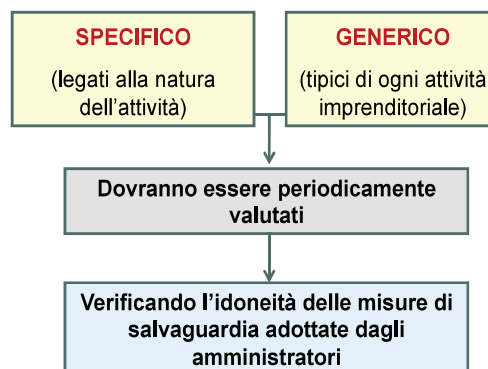 SPECIFICO
(legati alla natura
dell'attività)
GENERICO
(tipici di ogni attività
imprenditoriale)
Dovranno essere periodicamente
valutati
Verificando l'idoneità delle misure di
salvaguardia adottate dagli
amministratori